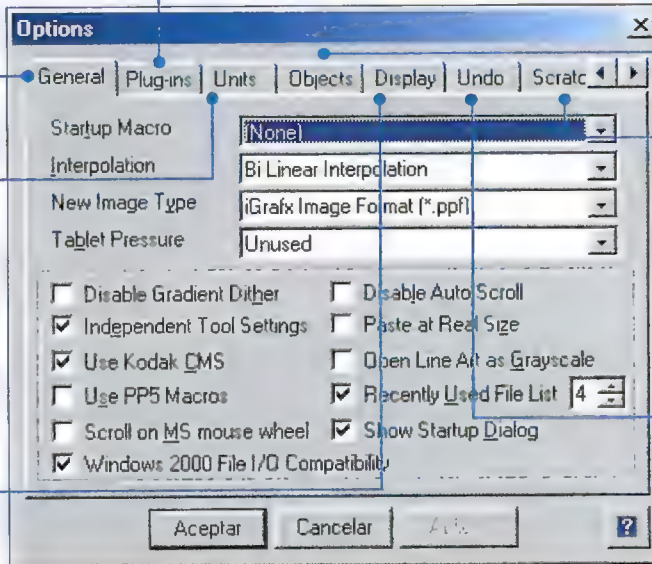 Options
General Plug-ins Units Objects Display Undo Scratc
Startup Macro (None)
Interpolation Bi Linear Interpolation
New Image Type iGrafx Image Format (*.ppf)
Tablet Pressure Unused
Disable Gradient Dither Disable Auto Scroll
Independent Tool Settings Paste at Real Size
Use Kodak CMS Open Line Art as Grayscale
Use PP5 Macros Recently Used File List 4
Scroll on MS mouse wheel Show Startup Dialog
Windows 2000 File I/O Compatibility
Aceptar Cancelar